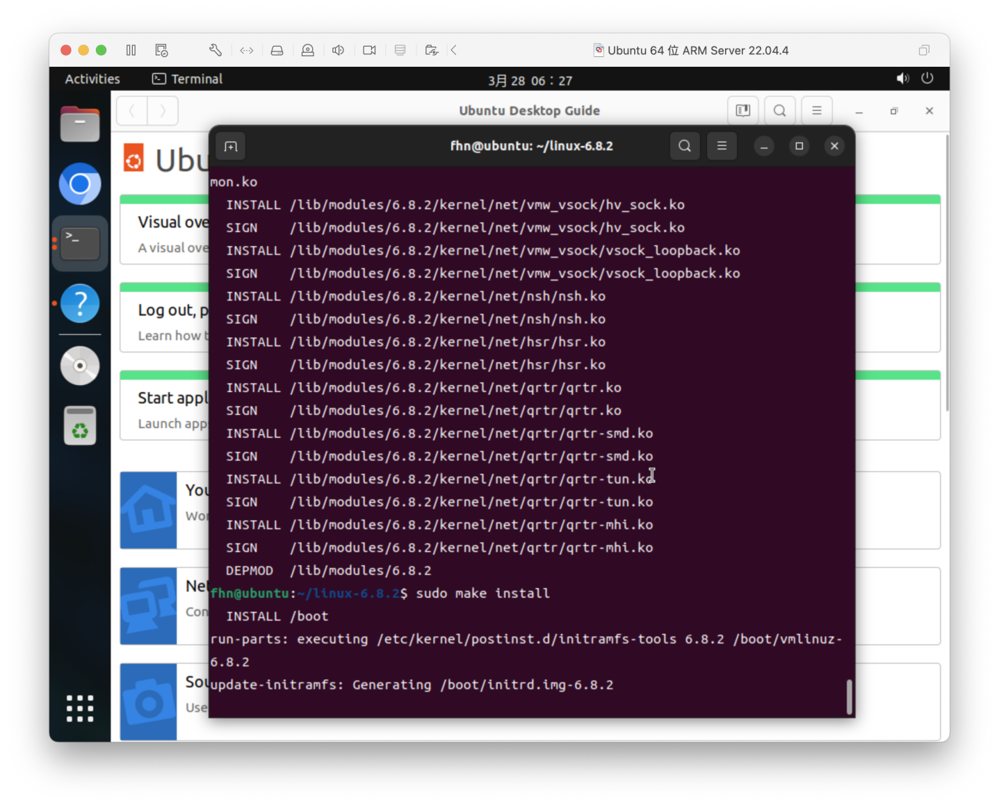 Ubuntu 64 位 ARM Server 22.04.4
Activities
Terminal
3月 28 06：27
Ubuntu Desktop Guide
Ubu
Visual ove
A visual ove
Log out, p
Learn how t
Start appl
Launch app
You
Wor
Net
Con
Sou
Use
fhn@ubuntu: ~/linux-6.8.2
mon.ko
INSTALL /lib/modules/6.8.2/kernel/net/vmw_vsock/hv_sock.ko
SIGN    /lib/modules/6.8.2/kernel/net/vmw_vsock/hv_sock.ko
INSTALL /lib/modules/6.8.2/kernel/net/vmw_vsock/vsock_loopback.ko
SIGN    /lib/modules/6.8.2/kernel/net/vmw_vsock/vsock_loopback.ko
INSTALL /lib/modules/6.8.2/kernel/net/nsh/nsh.ko
SIGN    /lib/modules/6.8.2/kernel/net/nsh/nsh.ko
INSTALL /lib/modules/6.8.2/kernel/net/hsr/hsr.ko
SIGN    /lib/modules/6.8.2/kernel/net/hsr/hsr.ko
INSTALL /lib/modules/6.8.2/kernel/net/qrtr/qrtr.ko
SIGN    /lib/modules/6.8.2/kernel/net/qrtr/qrtr.ko
INSTALL /lib/modules/6.8.2/kernel/net/qrtr/qrtr-smd.ko
SIGN    /lib/modules/6.8.2/kernel/net/qrtr/qrtr-smd.ko
INSTALL /lib/modules/6.8.2/kernel/net/qrtr/qrtr-tun.ko
SIGN    /lib/modules/6.8.2/kernel/net/qrtr/qrtr-tun.ko
INSTALL /lib/modules/6.8.2/kernel/net/qrtr/qrtr-mhi.ko
SIGN    /lib/modules/6.8.2/kernel/net/qrtr/qrtr-mhi.ko
DEPMOD  /lib/modules/6.8.2
fhn@ubuntu:~/linux-6.8.2$ sudo make install
INSTALL /boot
run-parts: executing /etc/kernel/postinst.d/initramfs-tools 6.8.2 /boot/vmlinuz-
6.8.2
update-initramfs: Generating /boot/initrd.img-6.8.2